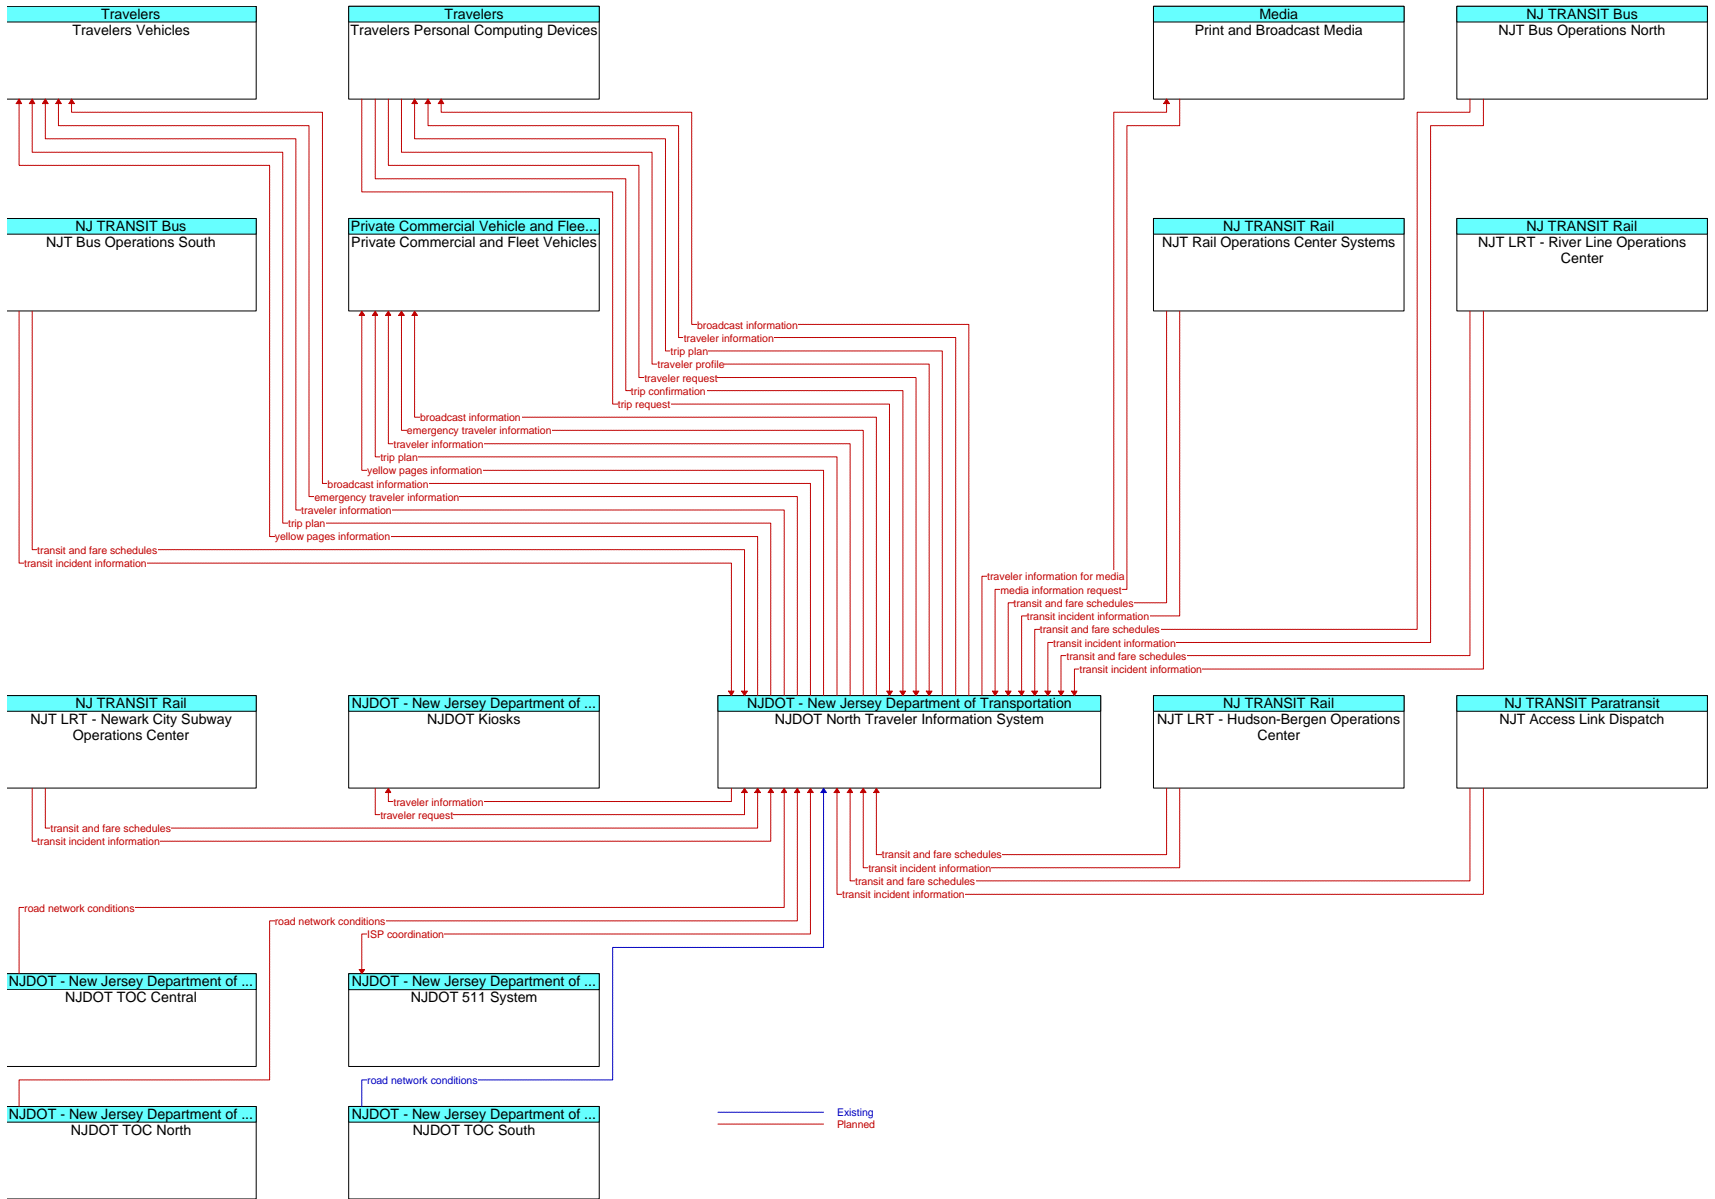 Travelers
Travelers Vehicles
Travelers
Travelers Personal Computing Devices
Media
Print and Broadcast Media
NJ TRANSIT Bus
NJT Bus Operations North
NJ TRANSIT Bus
NJT Bus Operations South
Private Commercial Vehicle and Flee...
Private Commercial and Fleet Vehicles
NJ TRANSIT Rail
NJT Rail Operations Center Systems
NJ TRANSIT Rail
NJT LRT - River Line Operations
Center
broadcast information
traveler information
trip plan
traveler profile
traveler request
trip confirmation
trip request
broadcast information
emergency traveler information
traveler information
trip plan
yellow pages information
broadcast information
emergency traveler information
traveler information
trip plan
yellow pages information
transit and fare schedules
transit incident information
traveler information for media
media information request
transit and fare schedules
transit incident information
transit and fare schedules
transit incident information
transit and fare schedules
transit incident information
NJ TRANSIT Rail
NJT LRT - Newark City Subway
Operations Center
NJDOT - New Jersey Department of ...
NJDOT Kiosks
NJDOT - New Jersey Department of Transportation
NJDOT North Traveler Information System
NJ TRANSIT Rail
NJT LRT - Hudson-Bergen Operations
Center
NJ TRANSIT Paratransit
NJT Access Link Dispatch
traveler information
traveler request
transit and fare schedules
transit incident information
transit and fare schedules
transit incident information
transit and fare schedules
transit incident information
road network conditions
road network conditions
ISP coordination
NJDOT - New Jersey Department of ...
NJDOT TOC Central
NJDOT - New Jersey Department of ...
NJDOT 511 System
road network conditions
NJDOT - New Jersey Department of ...
NJDOT TOC North
NJDOT - New Jersey Department of ...
NJDOT TOC South
Existing
Planned